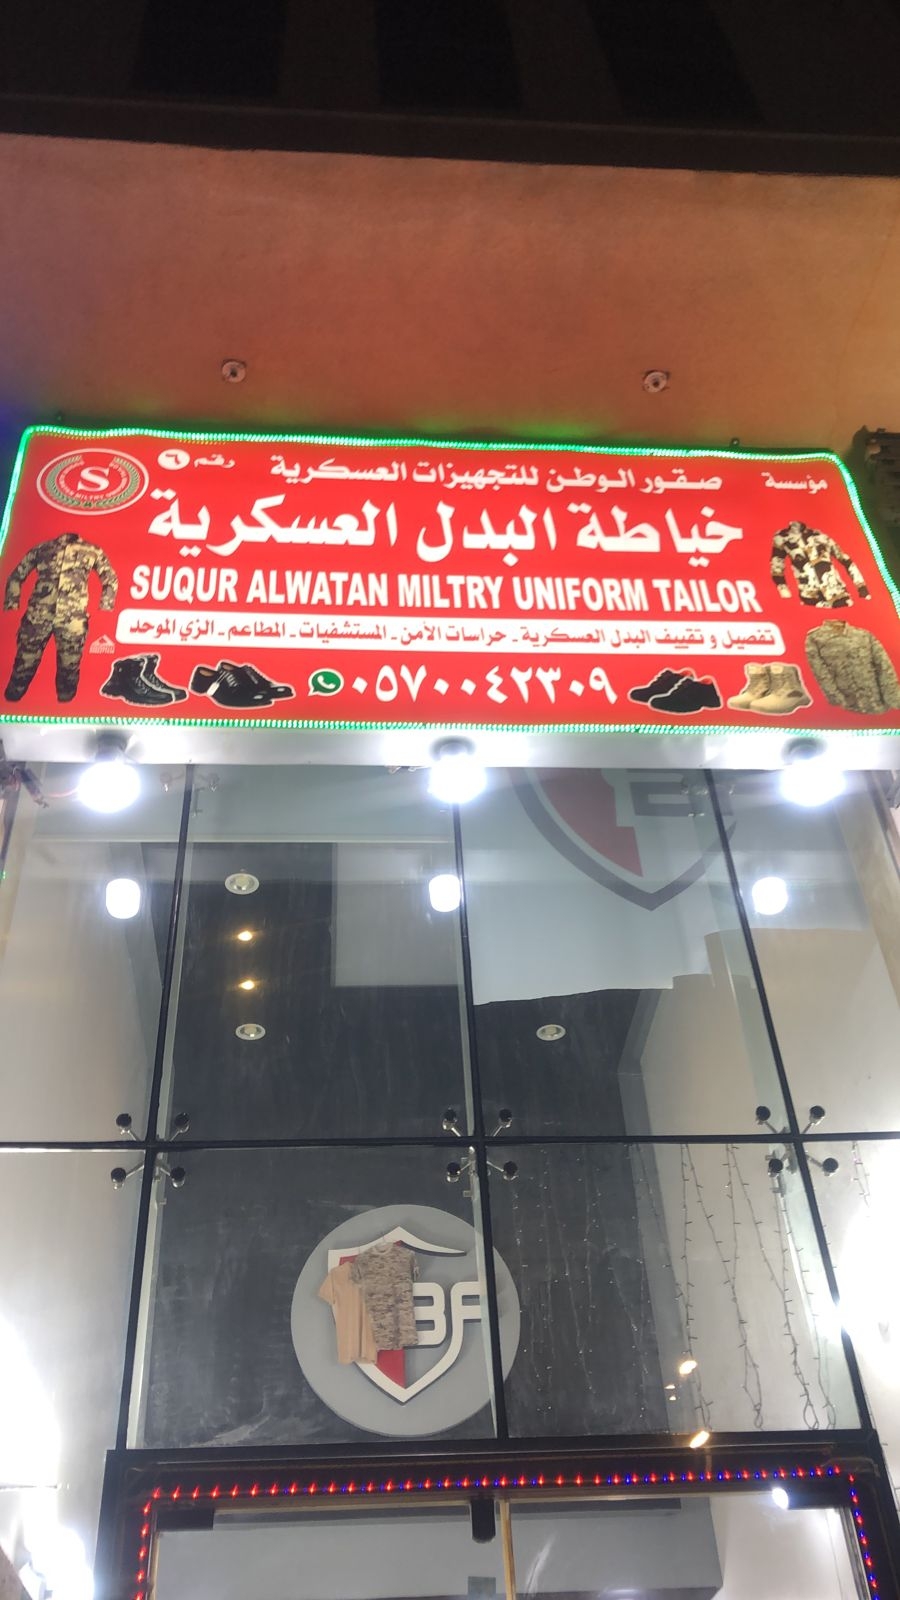 مؤسسة صقور الوطن للتجهيزات العسكرية رقم ٦
خياطة البدل العسكرية
SUQUR ALWATAN MILTRY UNIFORM TAILOR
تفصيل و تقييف البدل العسكرية - حراسات الأمن - المستشفيات - المطاعم - الزي الموحد
٠٥٧٠٠٤٢٣٠٩
S
BF